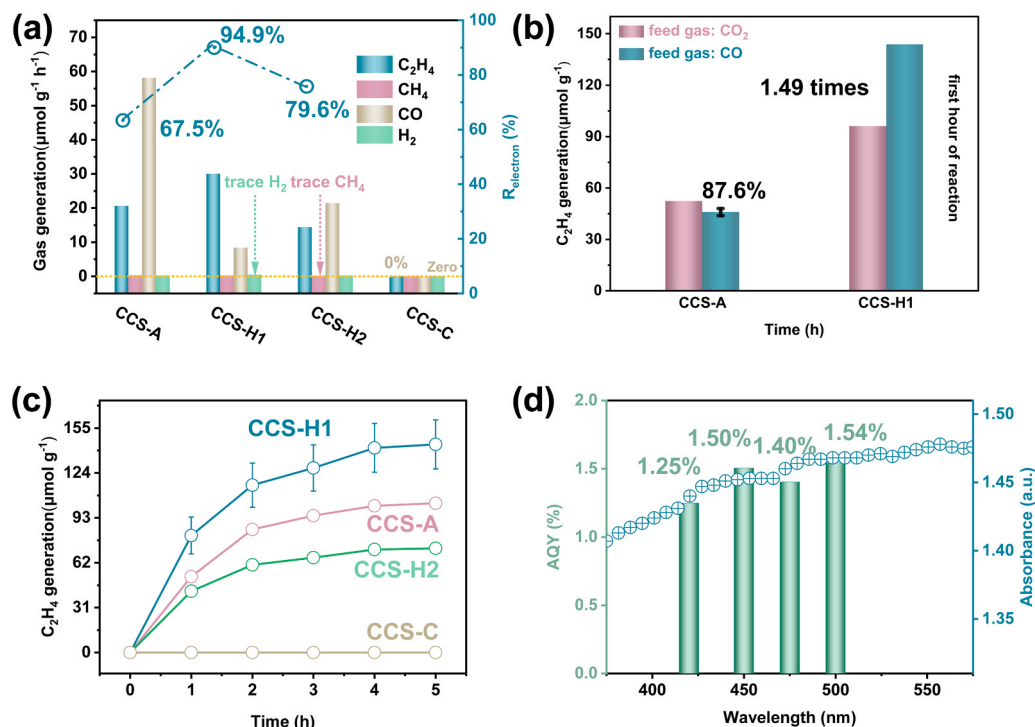 (a)
Gas generation(μmol g⁻¹ h⁻¹)
70
60
50
40
30
20
10
0
94.9%
67.5%
79.6%
C₂H₄
CH₄
CO
H₂
trace H₂
trace CH₄
0%
Zero
100
80
60
40
20
0
R_electron (%)
CCS-A
CCS-H1
CCS-H2
CCS-C
(b)
C₂H₄ generation(μmol g⁻¹)
150
120
90
60
30
0
feed gas: CO₂
feed gas: CO
1.49 times
87.6%
first hour of reaction
CCS-A
CCS-H1
Time (h)
(c)
C₂H₄ generation(μmol g⁻¹)
155
124
93
62
31
0
CCS-H1
CCS-A
CCS-H2
CCS-C
0
1
2
3
4
5
Time (h)
(d)
AQY (%)
2.0
1.5
1.0
0.5
0.0
1.25%
1.50%
1.40%
1.54%
1.50
1.45
1.40
1.35
Absorbance (a.u.)
400
450
500
550
Wavelength (nm)